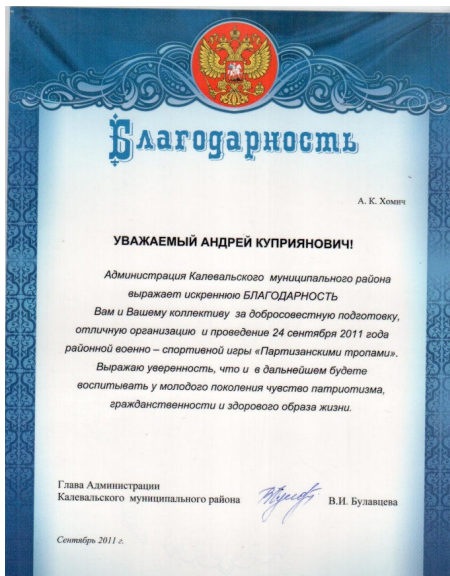 Благодарность
А. К. Хомич
УВАЖАЕМЫЙ АНДРЕЙ КУПРИЯНОВИЧ!
Администрация Калевальского муниципального района
выражает искреннюю БЛАГОДАРНОСТЬ
Вам и Вашему коллективу за добросовестную подготовку,
отличную организацию и проведение 24 сентября 2011 года
районной военно – спортивной игры «Партизанскими тропами».
Выражаю уверенность, что и в дальнейшем будете
воспитывать у молодого поколения чувство патриотизма,
гражданственности и здорового образа жизни.
Глава Администрации
Калевальского муниципального района В.И. Булавцева
Сентябрь 2011 г.